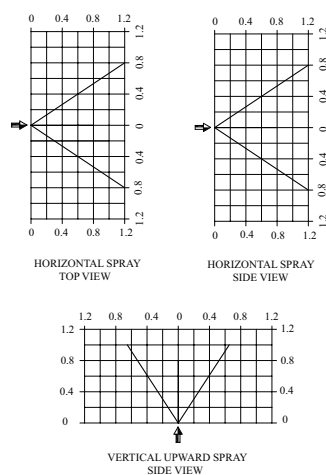 0 0.4 0.8 1.2
1.2 0.8 0.4 0 0.4 0.8 1.2
0 0.4 0.8 1.2
HORIZONTAL SPRAY
TOP VIEW
0 0.4 0.8 1.2
1.2 0.8 0.4 0 0.4 0.8 1.2
0 0.4 0.8 1.2
HORIZONTAL SPRAY
SIDE VIEW
1.2 0.8 0.4 0 0.4 0.8 1.2
1.2 1.2
0.8 0.8
0.4 0.4
0 0
VERTICAL UPWARD SPRAY
SIDE VIEW